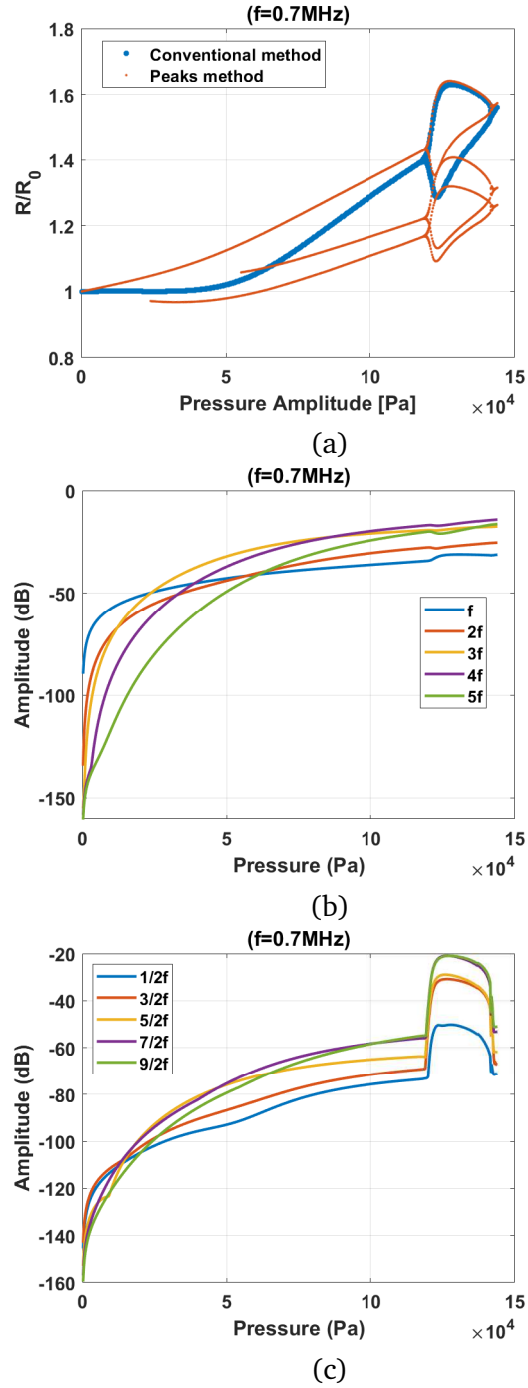 (f=0.7MHz)
1.8
Conventional method
Peaks method
1.6
1.4
R/R0
1.2
1
0.8
0 5 10 15
Pressure Amplitude [Pa] ×10^4
(a)
(f=0.7MHz)
0
-50
Amplitude (dB)
f
2f
3f
4f
5f
-100
-150
0 5 10 15
Pressure (Pa) ×10^4
(b)
(f=0.7MHz)
-20
1/2f
3/2f
5/2f
7/2f
9/2f
-40
-60
-80
Amplitude (dB)
-100
-120
-140
-160
0 5 10 15
Pressure (Pa) ×10^4
(c)